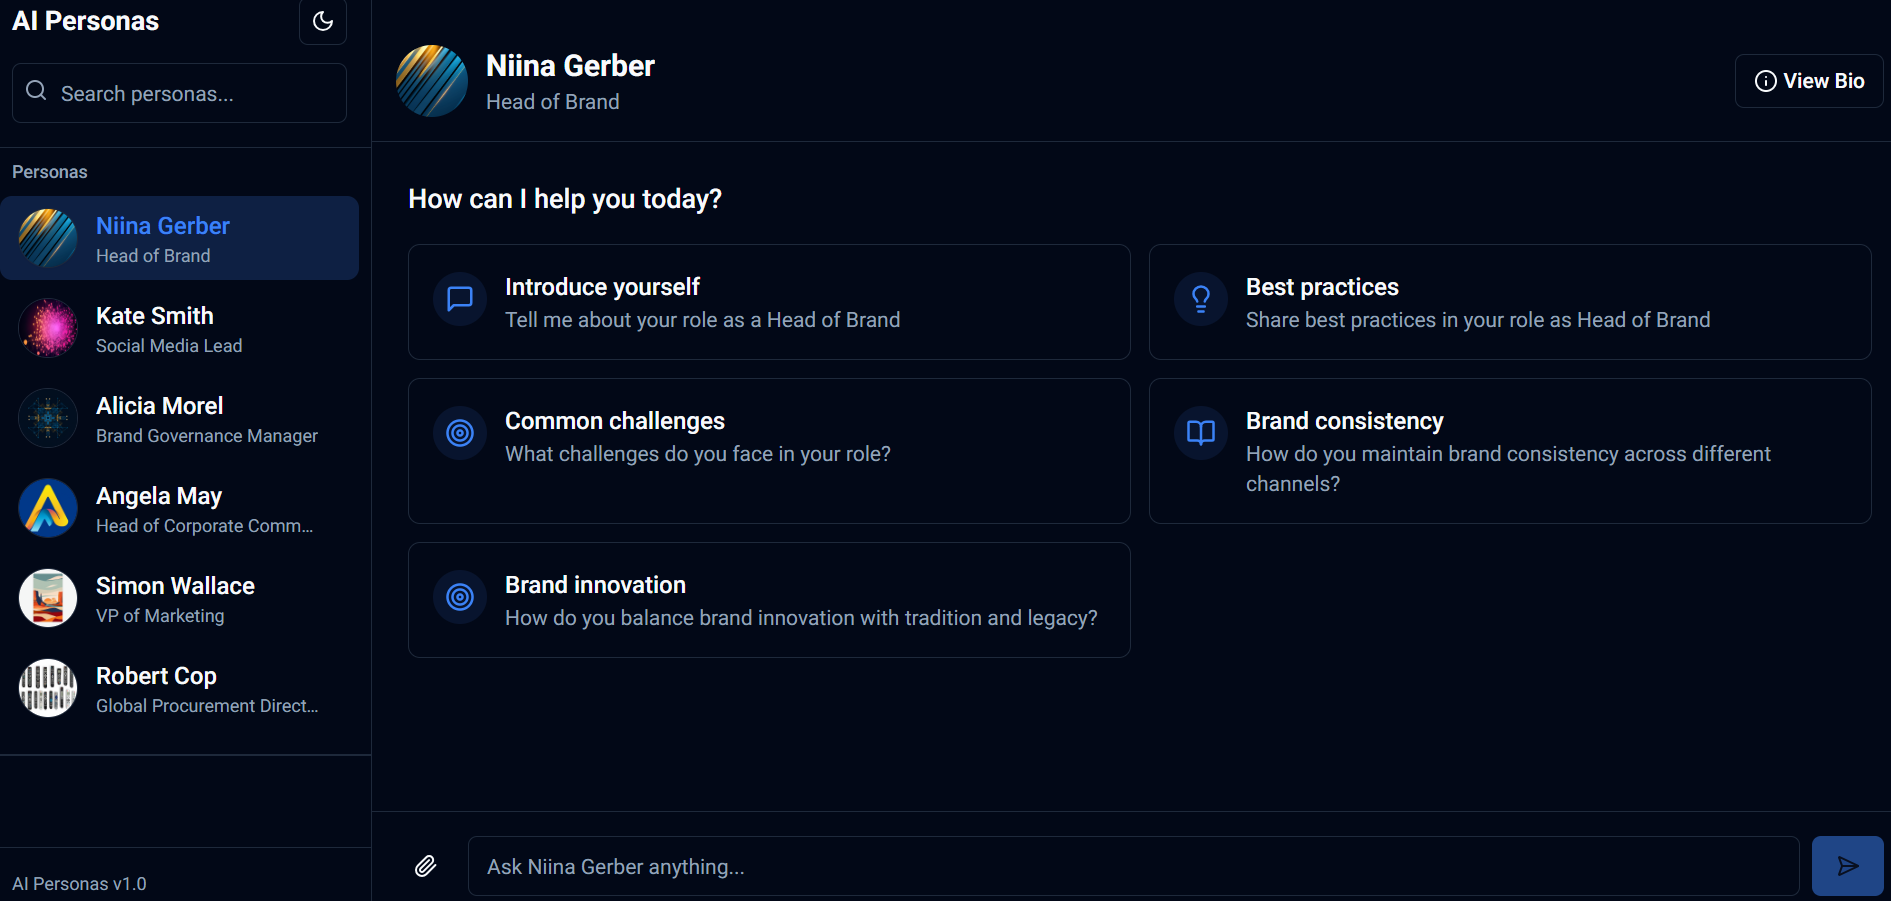 AI Personas
Search personas...
Personas
Niina Gerber
Head of Brand
Kate Smith
Social Media Lead
Alicia Morel
Brand Governance Manager
Angela May
Head of Corporate Comm...
Simon Wallace
VP of Marketing
Robert Cop
Global Procurement Direct...
AI Personas v1.0
Niina Gerber
Head of Brand
View Bio
How can I help you today?
Introduce yourself
Tell me about your role as a Head of Brand
Best practices
Share best practices in your role as Head of Brand
Common challenges
What challenges do you face in your role?
Brand consistency
How do you maintain brand consistency across different
channels?
Brand innovation
How do you balance brand innovation with tradition and legacy?
Ask Niina Gerber anything...